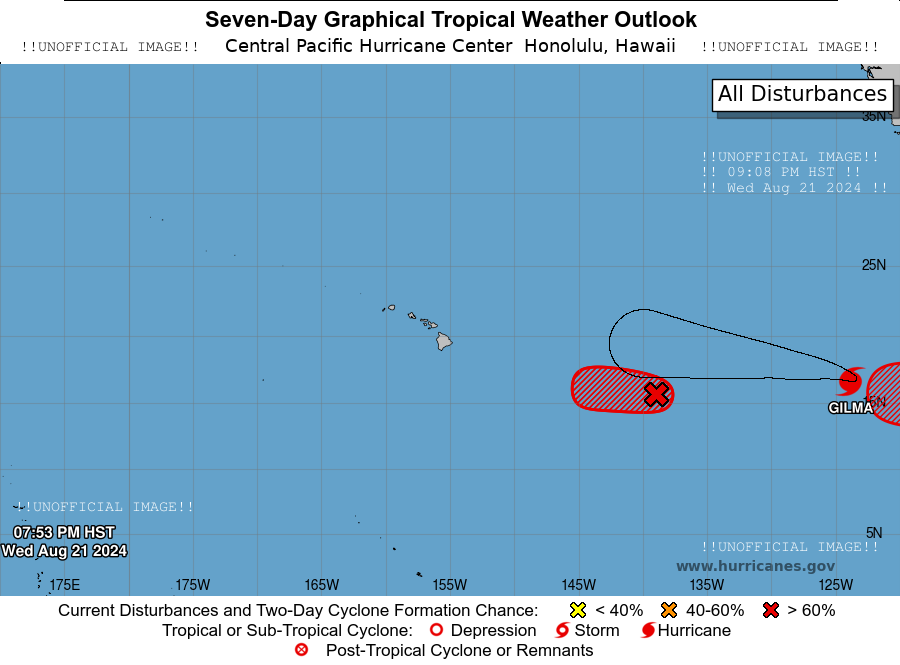 Seven-Day Graphical Tropical Weather Outlook
!!UNOFFICIAL IMAGE!! Central Pacific Hurricane Center Honolulu, Hawaii !!UNOFFICIAL IMAGE!!
All Disturbances
35N
!!UNOFFICIAL IMAGE!!
!! 09:08 PM HST !!
!! Wed Aug 21 2024 !!
25N
15N
GILMA
!!UNOFFICIAL IMAGE!!
07:53 PM HST
5N
Wed Aug 21 2024
!!UNOFFICIAL IMAGE!!
www.hurricanes.gov
175E 175W 165W 155W 145W 135W 125W
Current Disturbances and Two-Day Cyclone Formation Chance: < 40% 40-60% > 60%
Tropical or Sub-Tropical Cyclone: Depression Storm Hurricane
Post-Tropical Cyclone or Remnants